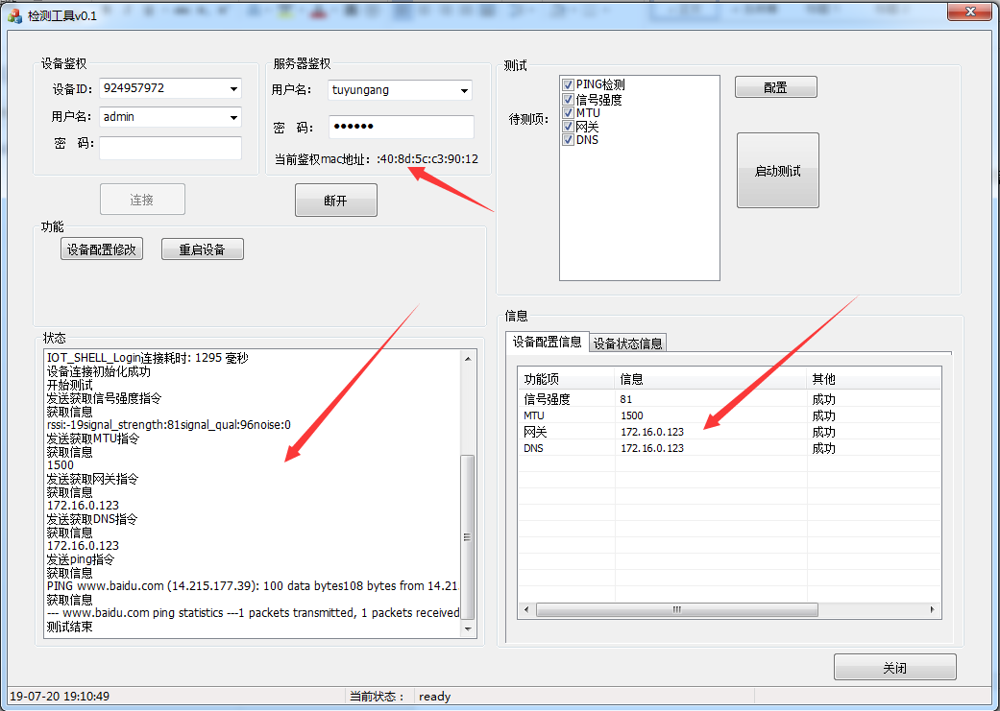 检测工具v0.1
设备鉴权
设备ID: 924957972
用户名: admin
密 码:
连接
服务器鉴权
用户名: tuyungang
密 码: ••••••
当前鉴权mac地址: :40:8d:5c:c3:90:12
断开
测试
待测项:
PING检测
信号强度
MTU
网关
DNS
配置
启动测试
功能
设备配置修改 重启设备
状态
IOT_SHELL_Login连接耗时: 1295 毫秒
设备连接初始化成功
开始测试
发送获取信号强度指令
获取信息
rssi:-19signal_strength:81signal_qual:96noise:0
发送获取MTU指令
获取信息
1500
发送获取网关指令
获取信息
172.16.0.123
发送获取DNS指令
获取信息
172.16.0.123
发送ping指令
获取信息
PING www.baidu.com (14.215.177.39): 100 data bytes108 bytes from 14.21
获取信息
--- www.baidu.com ping statistics ---1 packets transmitted, 1 packets received
测试结束
信息
设备配置信息 设备状态信息
功能项 信息 其他
信号强度 81 成功
MTU 1500 成功
网关 172.16.0.123 成功
DNS 172.16.0.123 成功
关闭
19-07-20 19:10:49 当前状态： ready